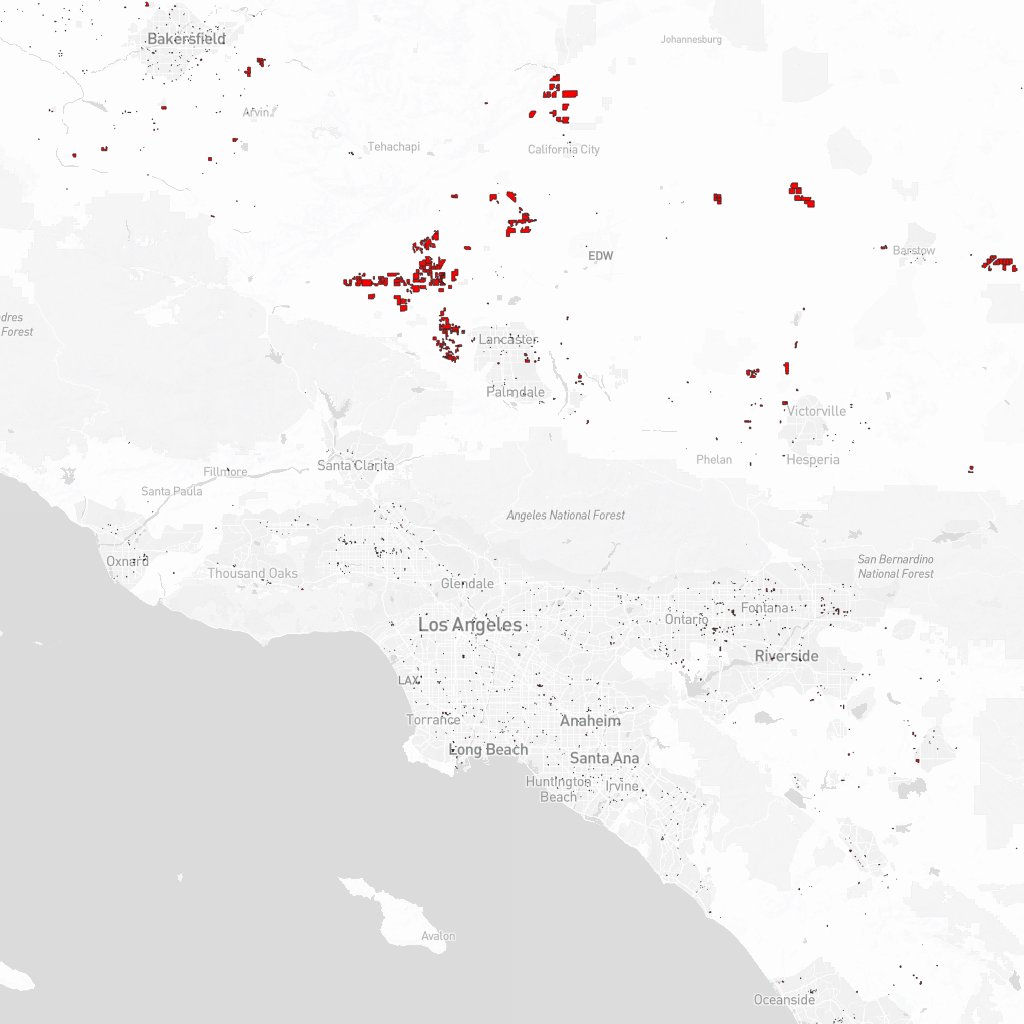 Bakersfield
Johannesburg
Arvin
Tehachapi
California City
EDW
Barstow
dres
Forest
Lancaster
Palmdale
Victorville
Santa Clarita
Phelan
Hesperia
Fillmore
Santa Paula
Angeles National Forest
Oxnard
Thousand Oaks
San Bernardino
National Forest
Glendale
Los Angeles
Ontario
Fontana
Riverside
LAX
Torrance
Anaheim
Long Beach
Santa Ana
Huntington
Beach
Irvine
Avalon
Oceanside